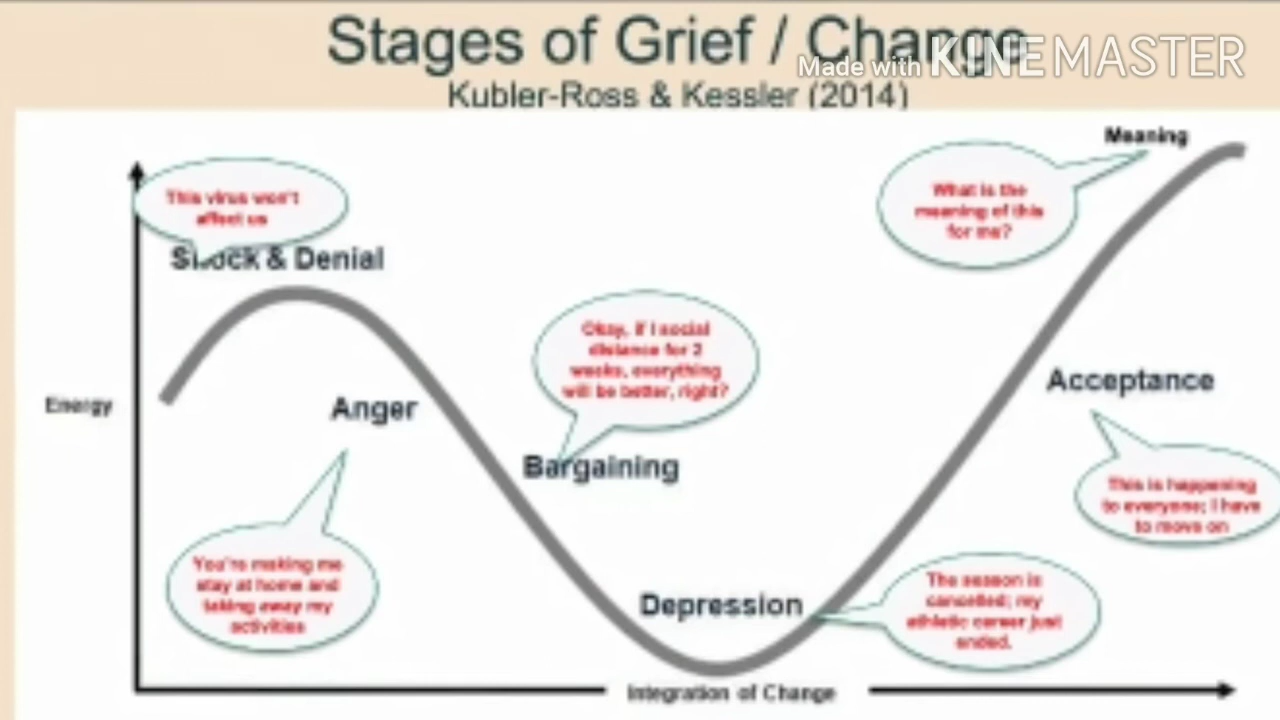 Stages of Grief / Change
Made with KINEMASTER
Kubler-Ross & Kessler (2014)
Meaning
This virus won't
affect us
What is the
meaning of this
for me?
Shock & Denial
Okay, if I social
distance for 2
weeks, everything
will be better, right?
Energy
Anger
Acceptance
Bargaining
This is happening
to everyone; I have
to move on
You're making me
stay at home and
taking away my
activities
Depression
The season is
cancelled; my
athletic career just
ended.
Integration of Change